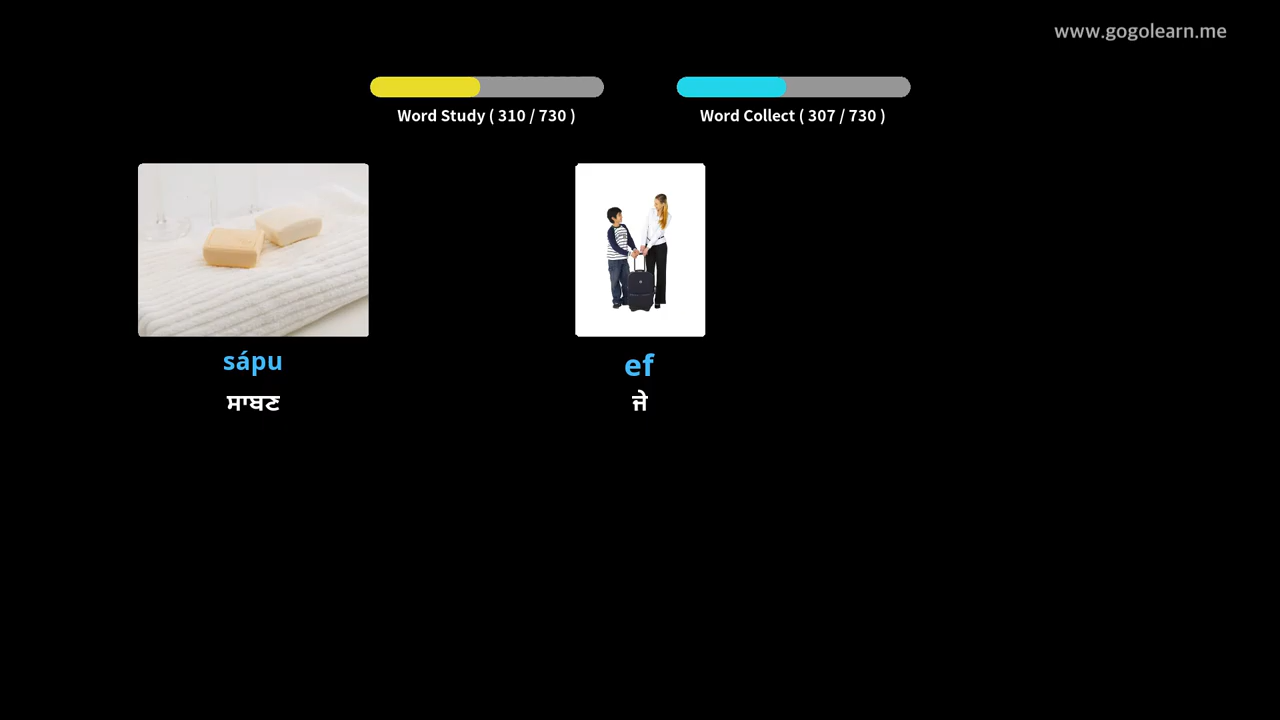 www.gogolearn.me
Word Study ( 310 / 730 )
Word Collect ( 307 / 730 )
sápu
ਸਾਬਣ
ef
ਜੇ